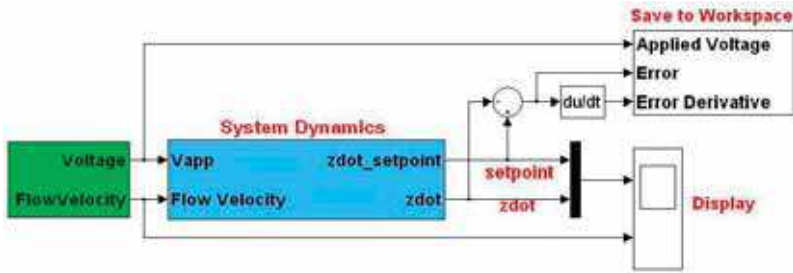 Save to Workspace
Applied Voltage
Error
du/dt
Error Derivative
System Dynamics
Voltage
Vapp
zdot_setpoint
setpoint
FlowVelocity
Flow Velocity
zdot
zdot
Display